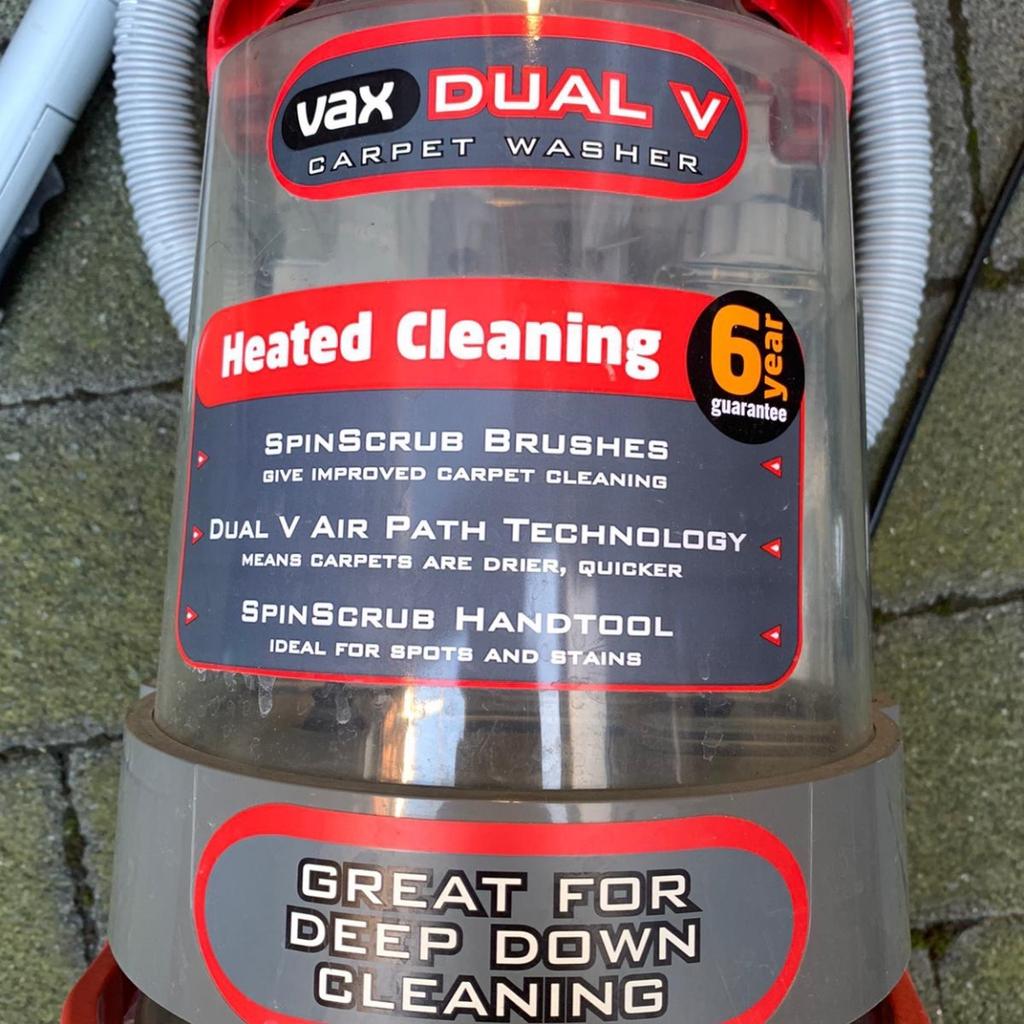 vax DUAL V
CARPET WASHER
Heated Cleaning
6 year
guarantee
SPINSCRUB BRUSHES
GIVE IMPROVED CARPET CLEANING
DUAL V AIR PATH TECHNOLOGY
MEANS CARPETS ARE DRIER, QUICKER
SPINSCRUB HANDTOOL
IDEAL FOR SPOTS AND STAINS
GREAT FOR
DEEP DOWN
CLEANING